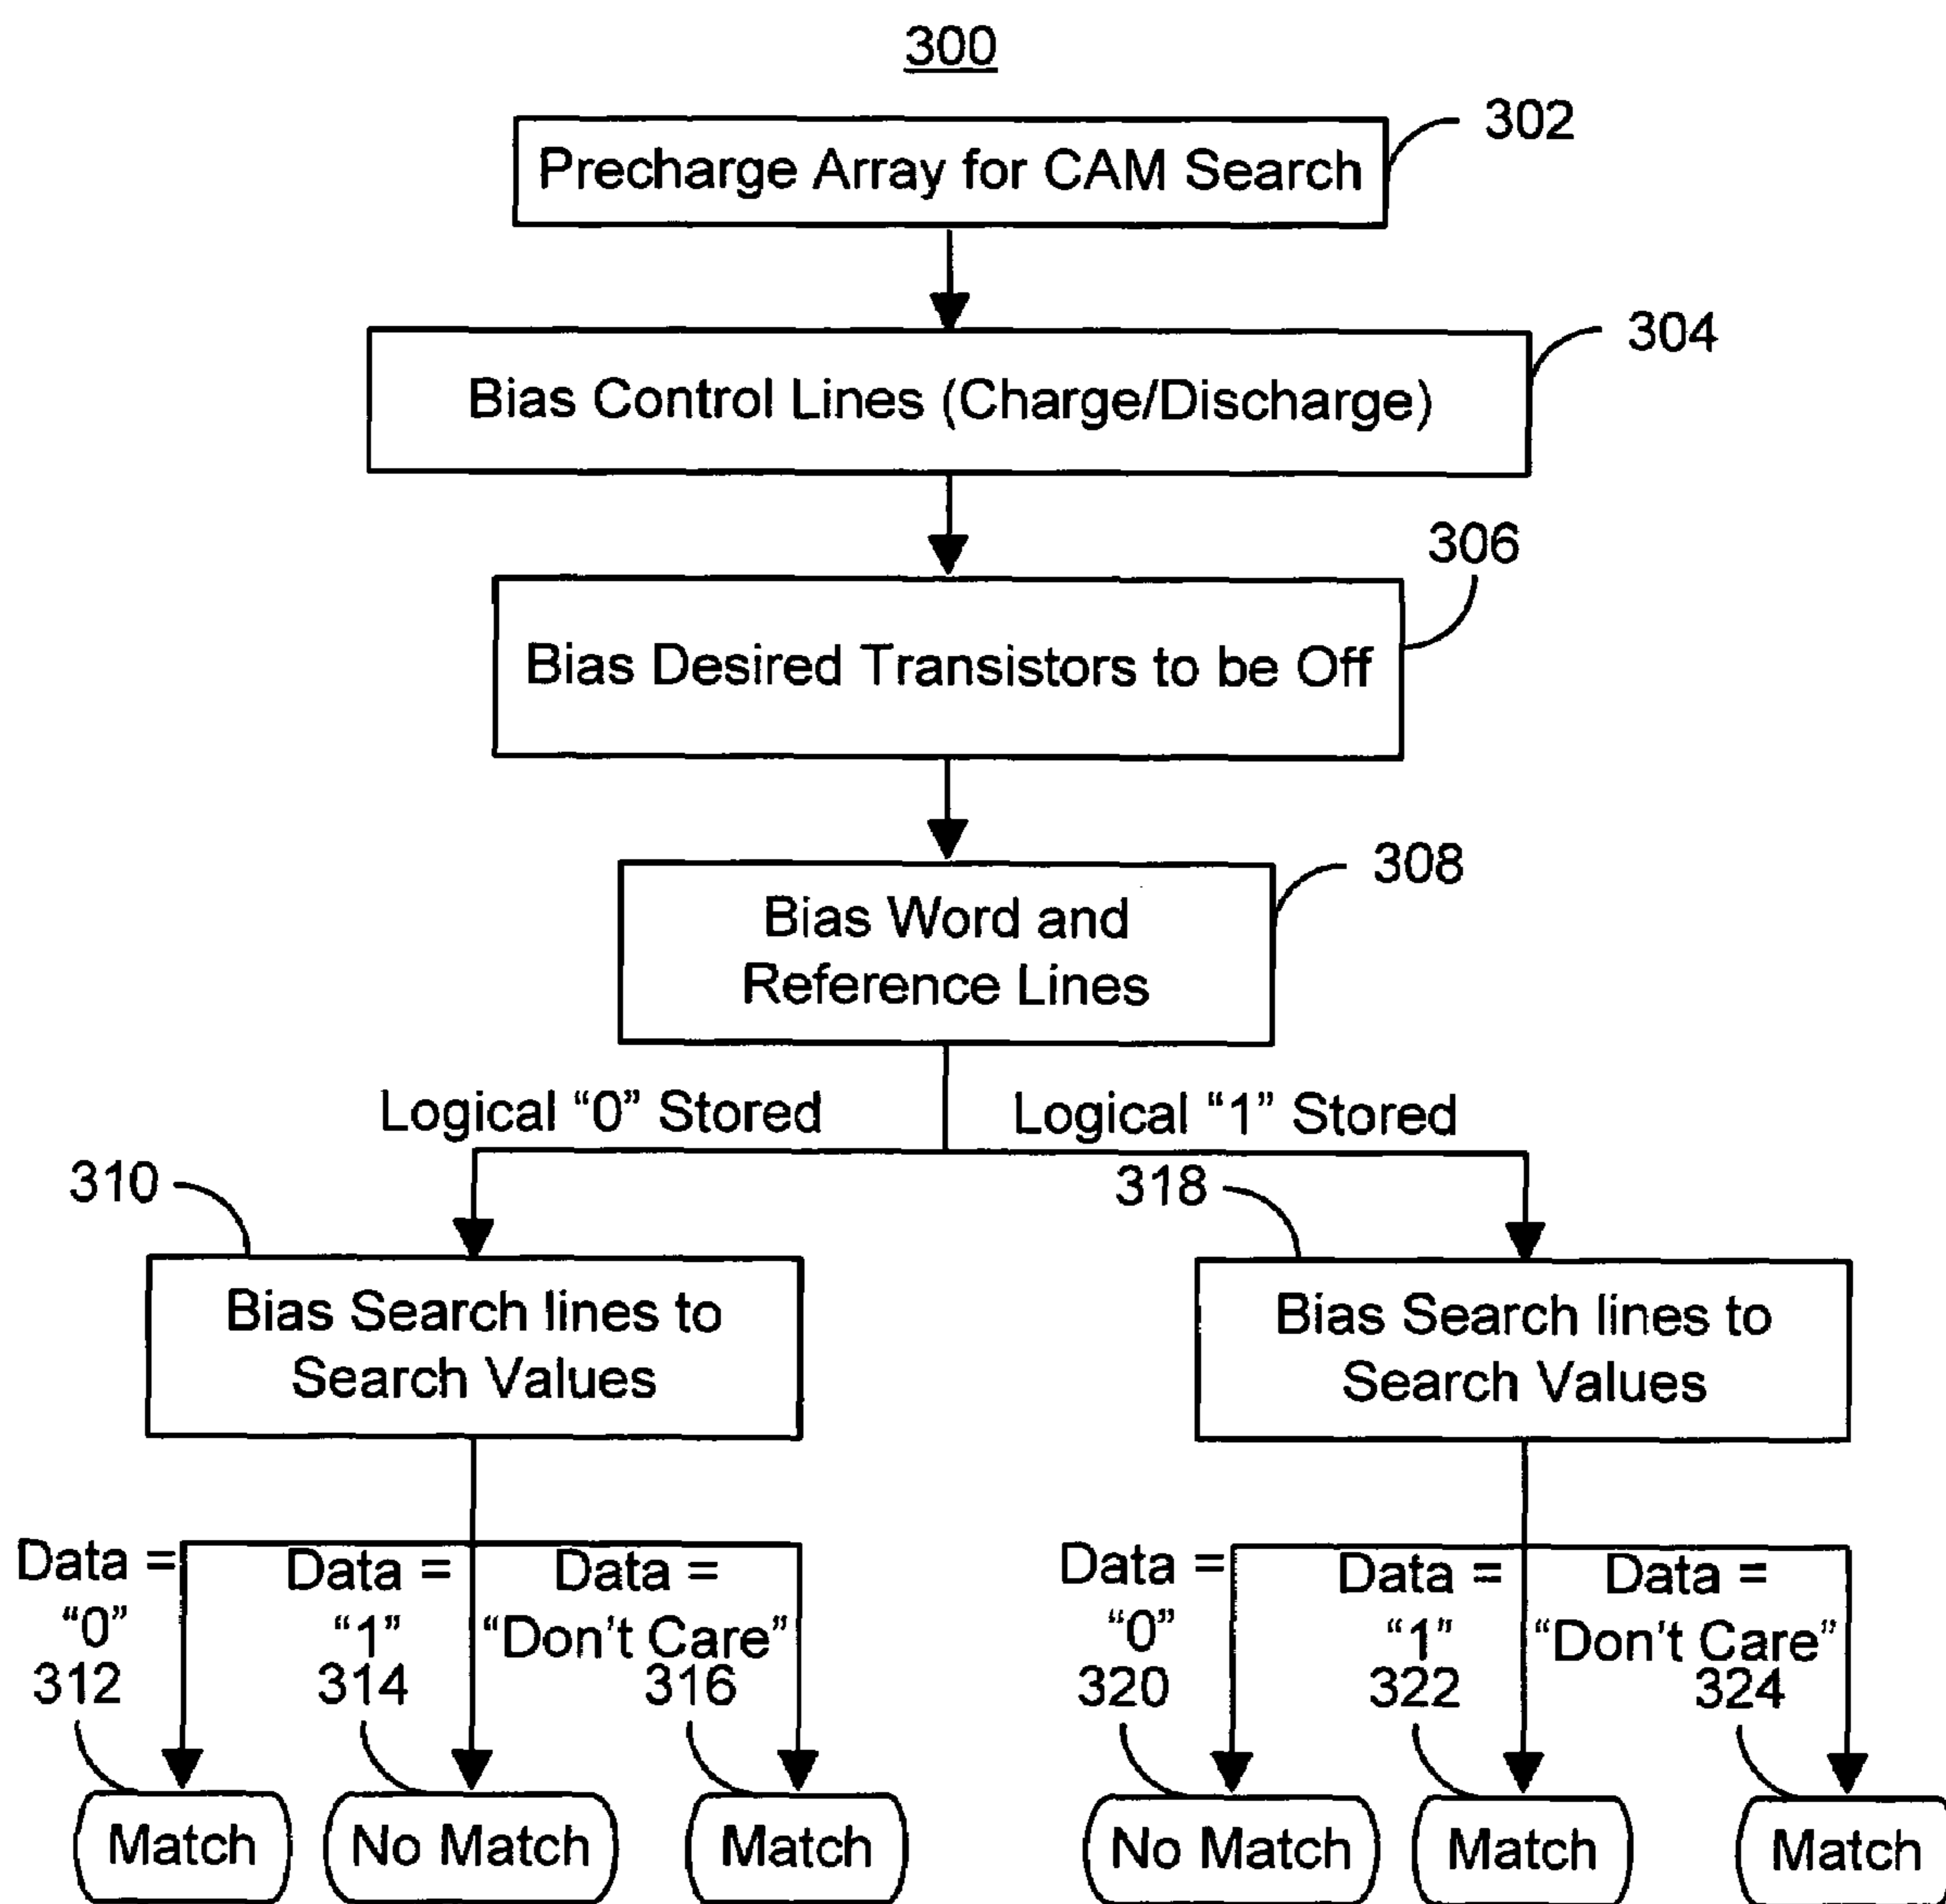 300
302
Precharge Array for CAM Search
304
Bias Control Lines (Charge/Discharge)
306
Bias Desired Transistors to be Off
308
Bias Word and
Reference Lines
Logical “0” Stored
Logical “1” Stored
310
318
Bias Search lines to
Search Values
Bias Search lines to
Search Values
Data =
“0”
312
Data =
“1”
314
Data =
“Don't Care”
316
Data =
“0”
320
Data =
“1”
322
Data =
“Don't Care”
324
Match
No Match
Match
No Match
Match
Match